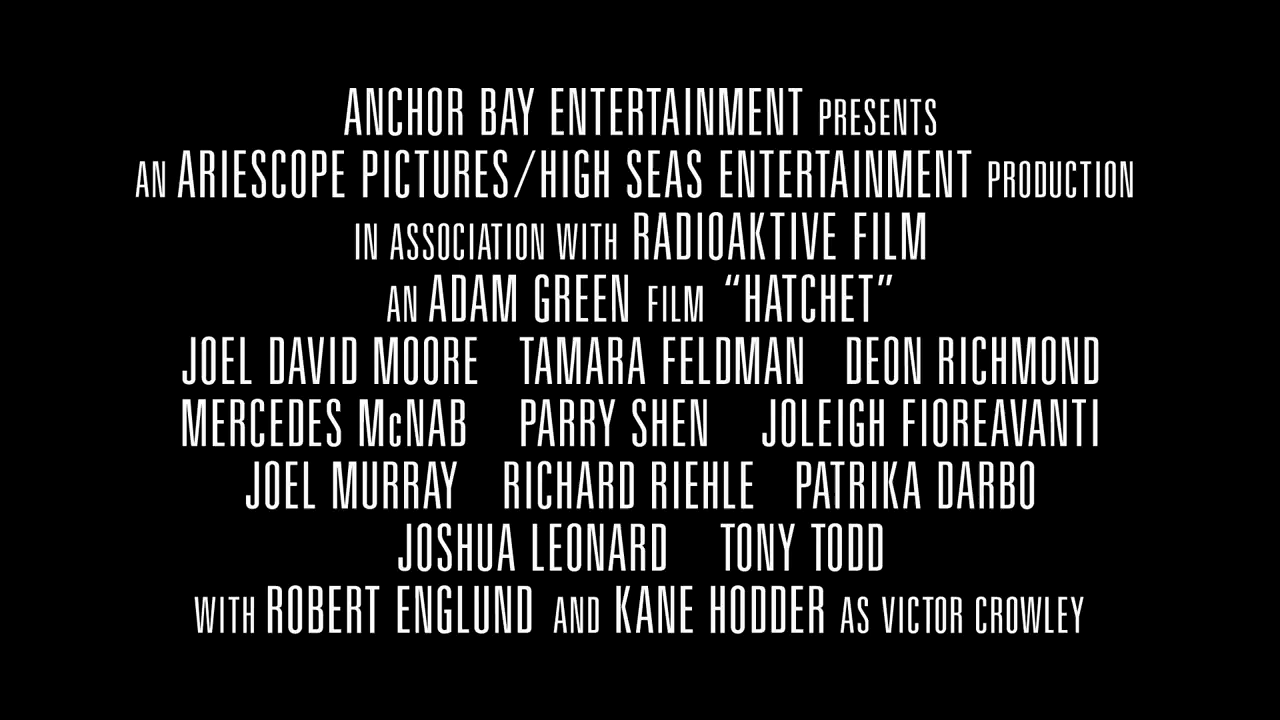 ANCHOR BAY ENTERTAINMENT PRESENTS
AN ARIESCOPE PICTURES/HIGH SEAS ENTERTAINMENT PRODUCTION
IN ASSOCIATION WITH RADIOAKTIVE FILM
AN ADAM GREEN FILM “HATCHET”
JOEL DAVID MOORE TAMARA FELDMAN DEON RICHMOND
MERCEDES McNAB PARRY SHEN JOLEIGH FIOREAVANTI
JOEL MURRAY RICHARD RIEHLE PATRIKA DARBO
JOSHUA LEONARD TONY TODD
WITH ROBERT ENGLUND AND KANE HODDER AS VICTOR CROWLEY